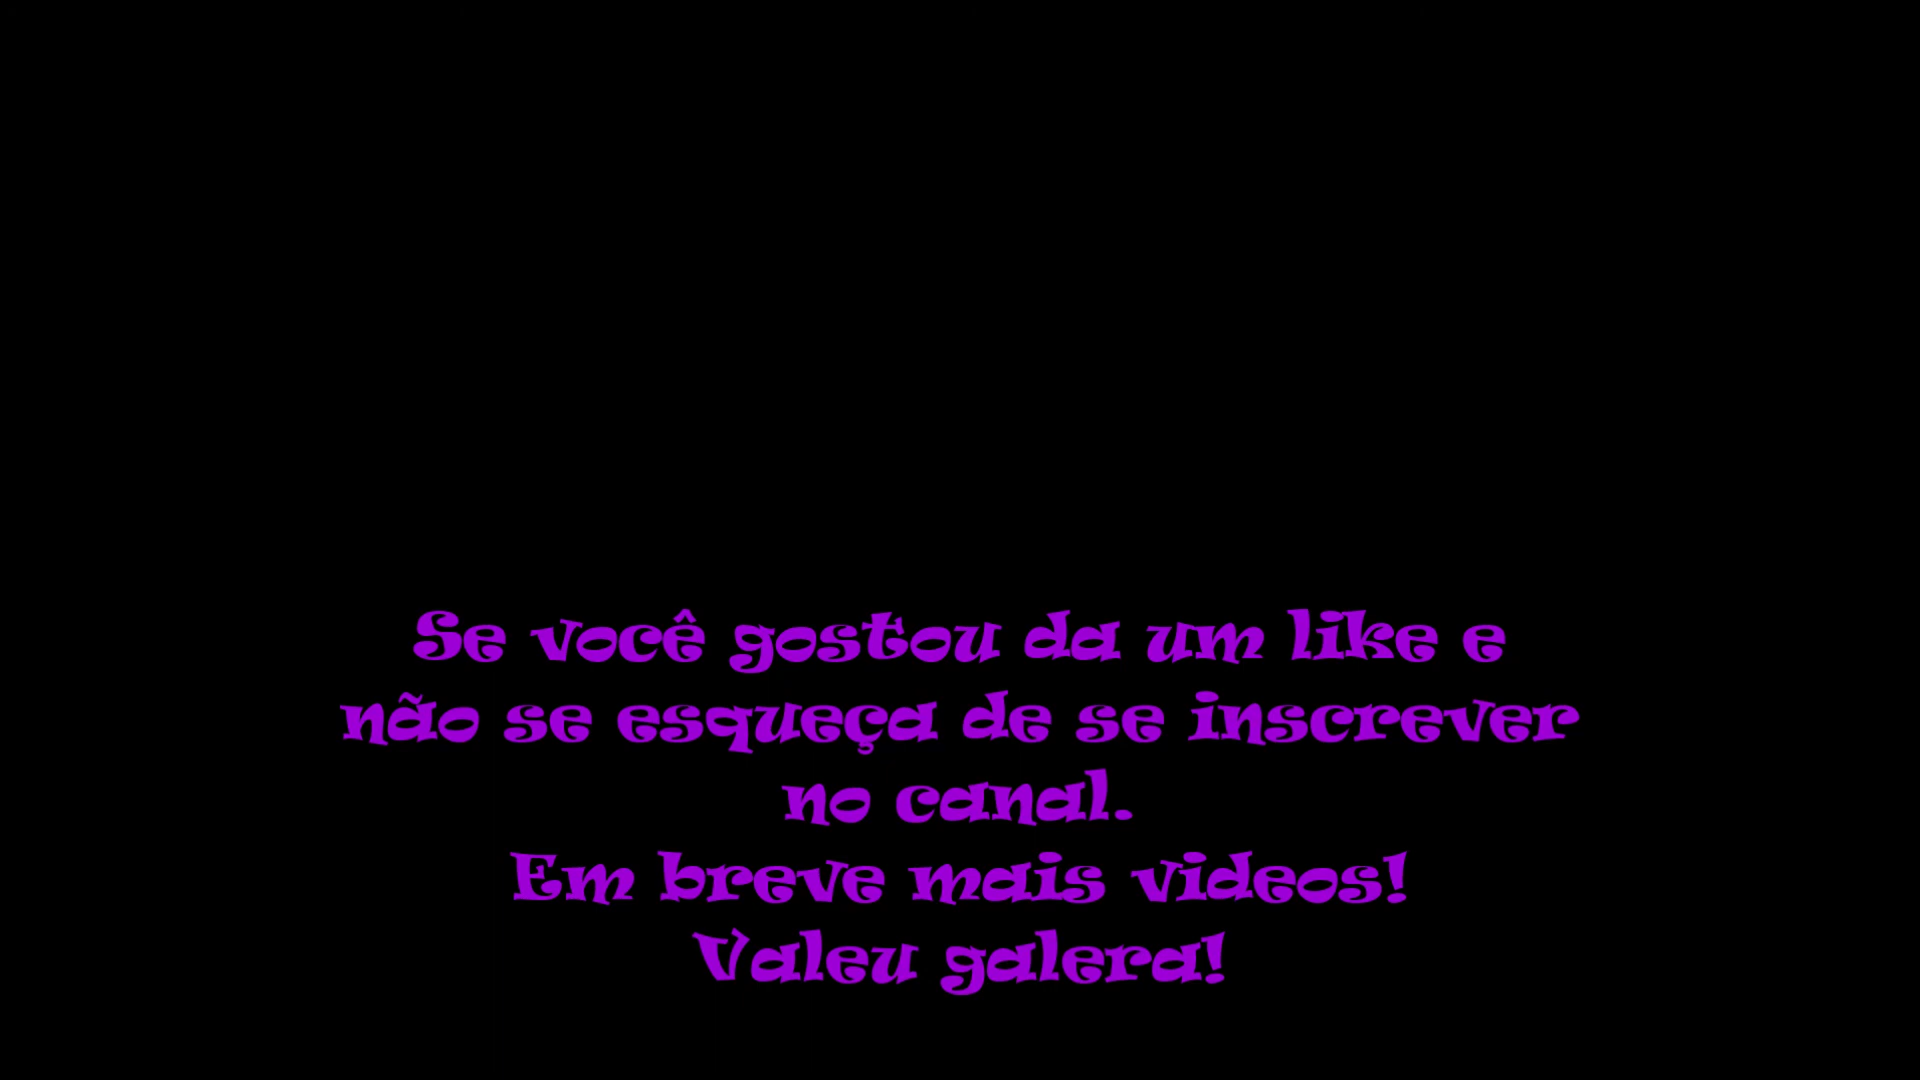 Se você gostou da um like e
não se esqueça de se inscrever
no canal.
Em breve mais videos!
Valeu galera!